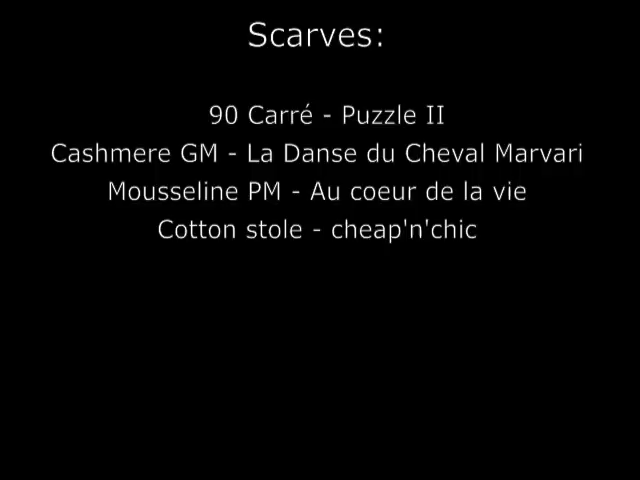 Scarves:
90 Carré - Puzzle II
Cashmere GM - La Danse du Cheval Marvari
Mousseline PM - Au coeur de la vie
Cotton stole - cheap'n'chic